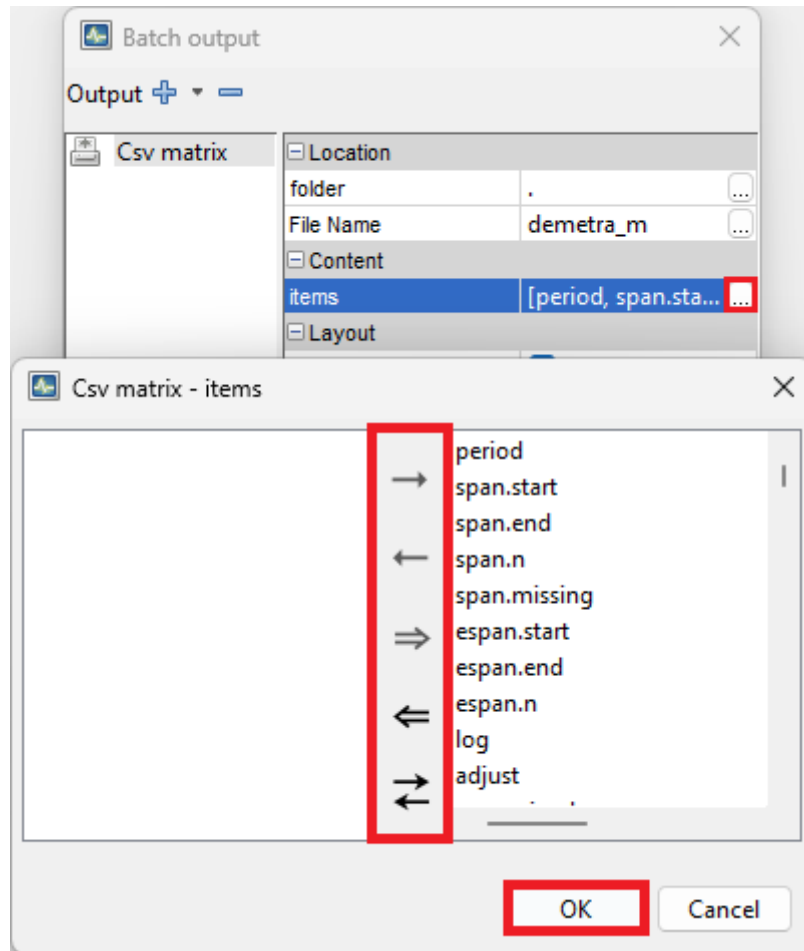 Batch output
Output
Csv matrix
Location
folder .
File Name demetra_m
Content
items [period, span.sta...
Layout
Csv matrix - items
period
span.start
span.end
span.n
span.missing
espan.start
espan.end
espan.n
log
adjust
OK Cancel